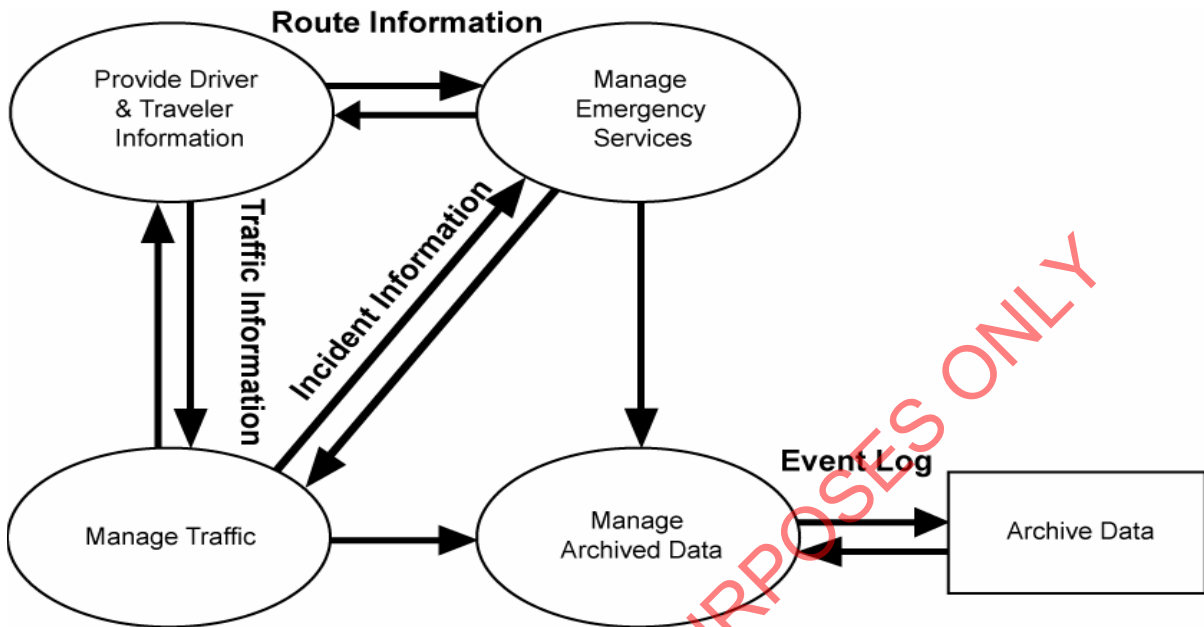 Route Information
Provide Driver
& Traveler
Information
Manage
Emergency
Services
Traffic Information
Incident Information
Event Log
Manage Traffic
Manage
Archived Data
Archive Data
POSES ONLY